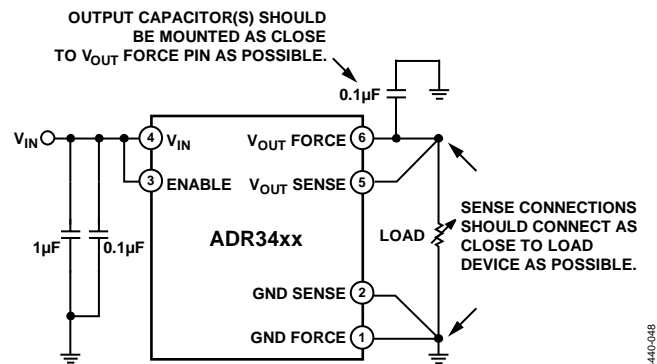 OUTPUT CAPACITOR(S) SHOULD
BE MOUNTED AS CLOSE
TO VOUT FORCE PIN AS POSSIBLE.
0.1µF
VIN
4
VIN
VOUT FORCE
6
3
ENABLE
VOUT SENSE
5
1µF
0.1µF
ADR34xx
LOAD
SENSE CONNECTIONS
SHOULD CONNECT AS
CLOSE TO LOAD
DEVICE AS POSSIBLE.
GND SENSE
2
GND FORCE
1